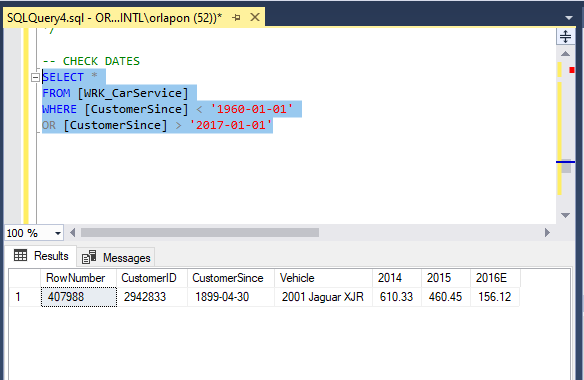 SQLQuery4.sql - OR...INTL\orlapon (52))*
*/
-- CHECK DATES
SELECT *
FROM [WRK_CarService]
WHERE [CustomerSince] < '1960-01-01'
OR [CustomerSince] > '2017-01-01'
100 %
Results Messages
RowNumber CustomerID CustomerSince Vehicle 2014 2015 2016E
1 407988 2942833 1899-04-30 2001 Jaguar XJR 610.33 460.45 156.12